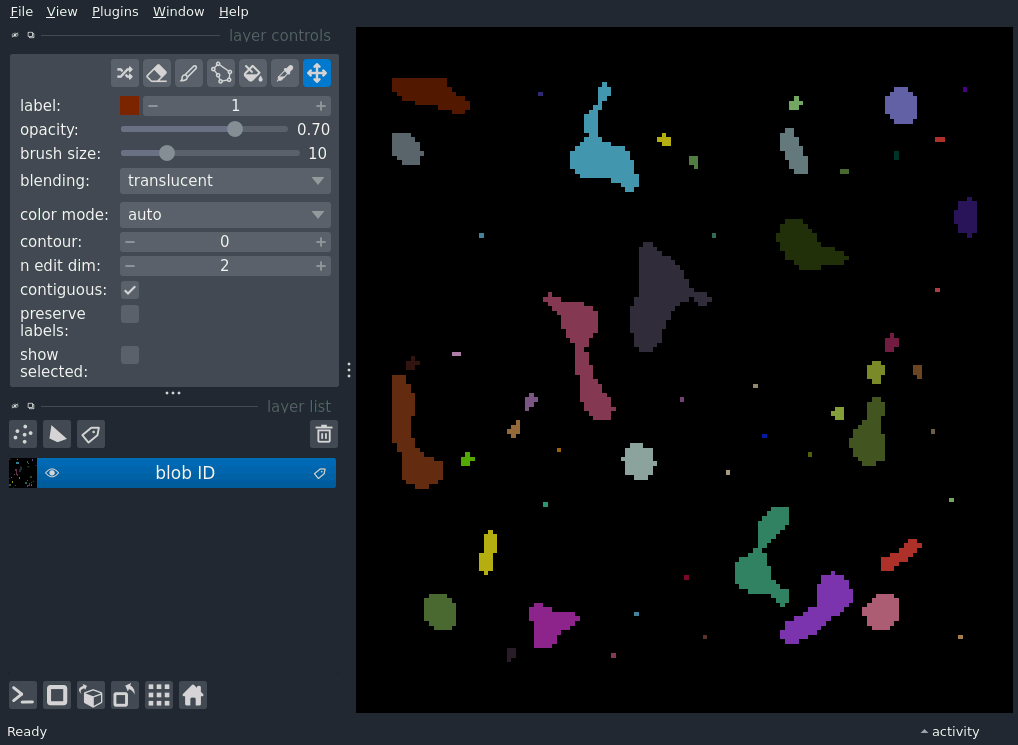 File View Plugins Window Help
layer controls
label: 1
opacity: 0.70
brush size: 10
blending: translucent
color mode: auto
contour: 0
n edit dim: 2
contiguous:
preserve
labels:
show
selected:
layer list
blob ID
Ready
activity